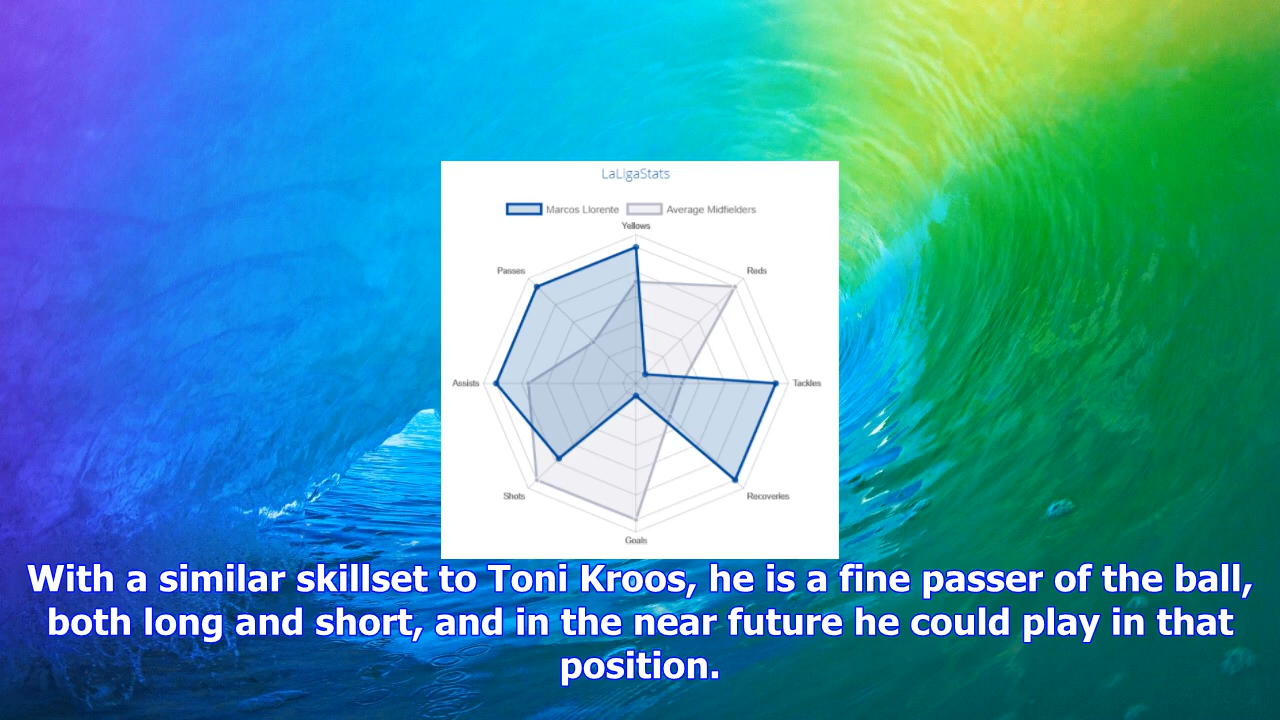 LaLigaStats
Marcos Llorente Average Midfielders
Yellows
Passes Reds
Assists Tackles
Shots Recoveries
Goals
With a similar skillset to Toni Kroos, he is a fine passer of the ball,
both long and short, and in the near future he could play in that
position.